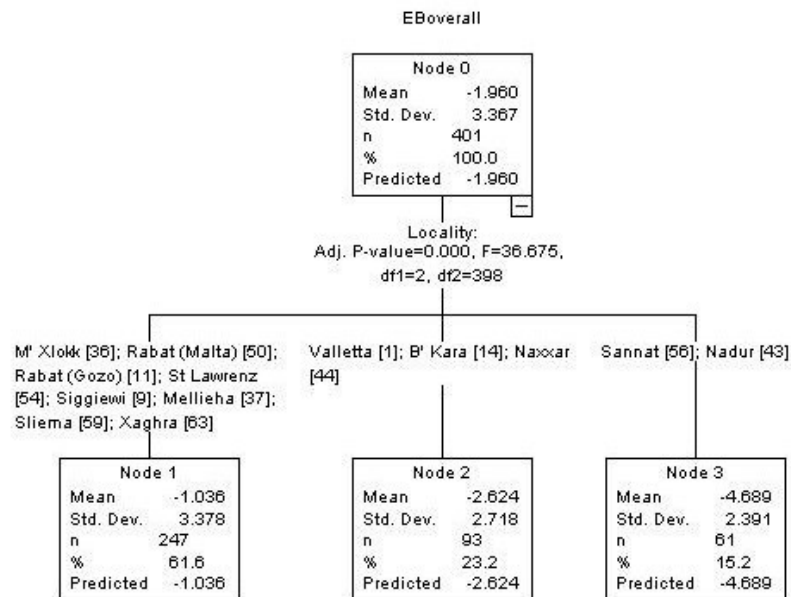 EBoverall
Node 0
Mean -1.960
Std. Dev. 3.367
n 401
% 100.0
Predicted -1.960
Locality:
Adj. P-value=0.000, F=36.675,
df1=2, df2=398
M' Xlokk [36]; Rabat (Malta) [50];
Rabat (Gozo) [11]; St Lawrenz
[54]; Siggiewi [9]; Mellieha [37];
Sliema [59]; Xaghra [63]
Node 1
Mean -1.036
Std. Dev. 3.378
n 247
% 61.6
Predicted -1.036
Valletta [1]; B' Kara [14]; Naxxar
[44]
Node 2
Mean -2.624
Std. Dev. 2.718
n 93
% 23.2
Predicted -2.624
Sannat [56]; Nadur [43]
Node 3
Mean -4.689
Std. Dev. 2.391
n 61
% 15.2
Predicted -4.689